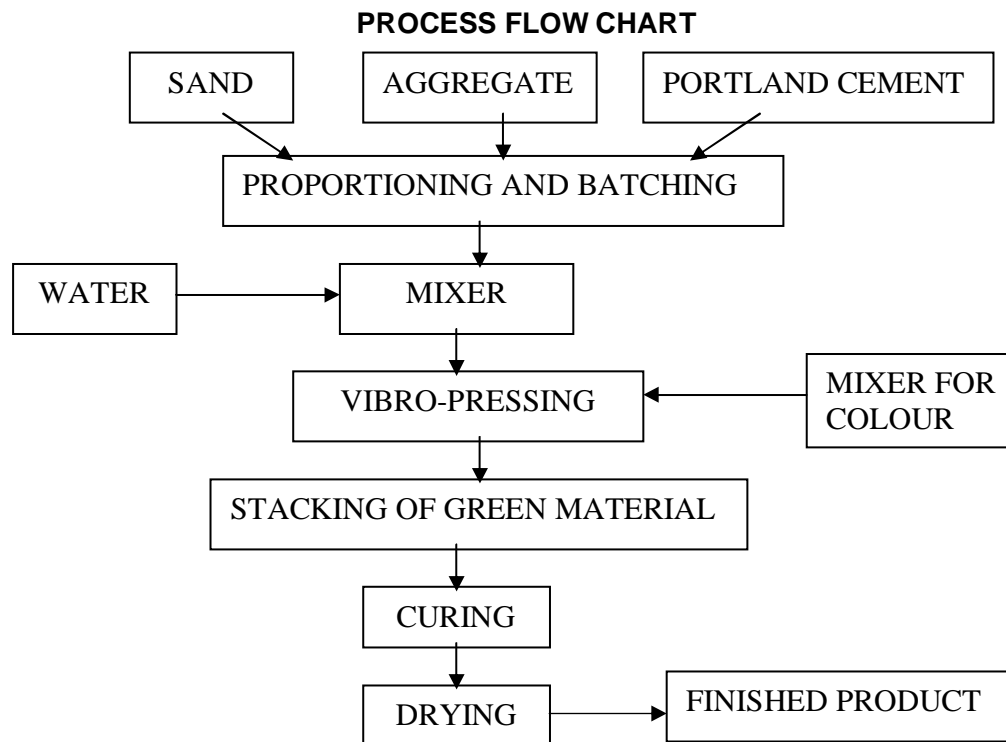 PROCESS FLOW CHART
SAND
AGGREGATE
PORTLAND CEMENT
PROPORTIONING AND BATCHING
WATER
MIXER
VIBRO-PRESSING
MIXER FOR
COLOUR
STACKING OF GREEN MATERIAL
CURING
DRYING
FINISHED PRODUCT